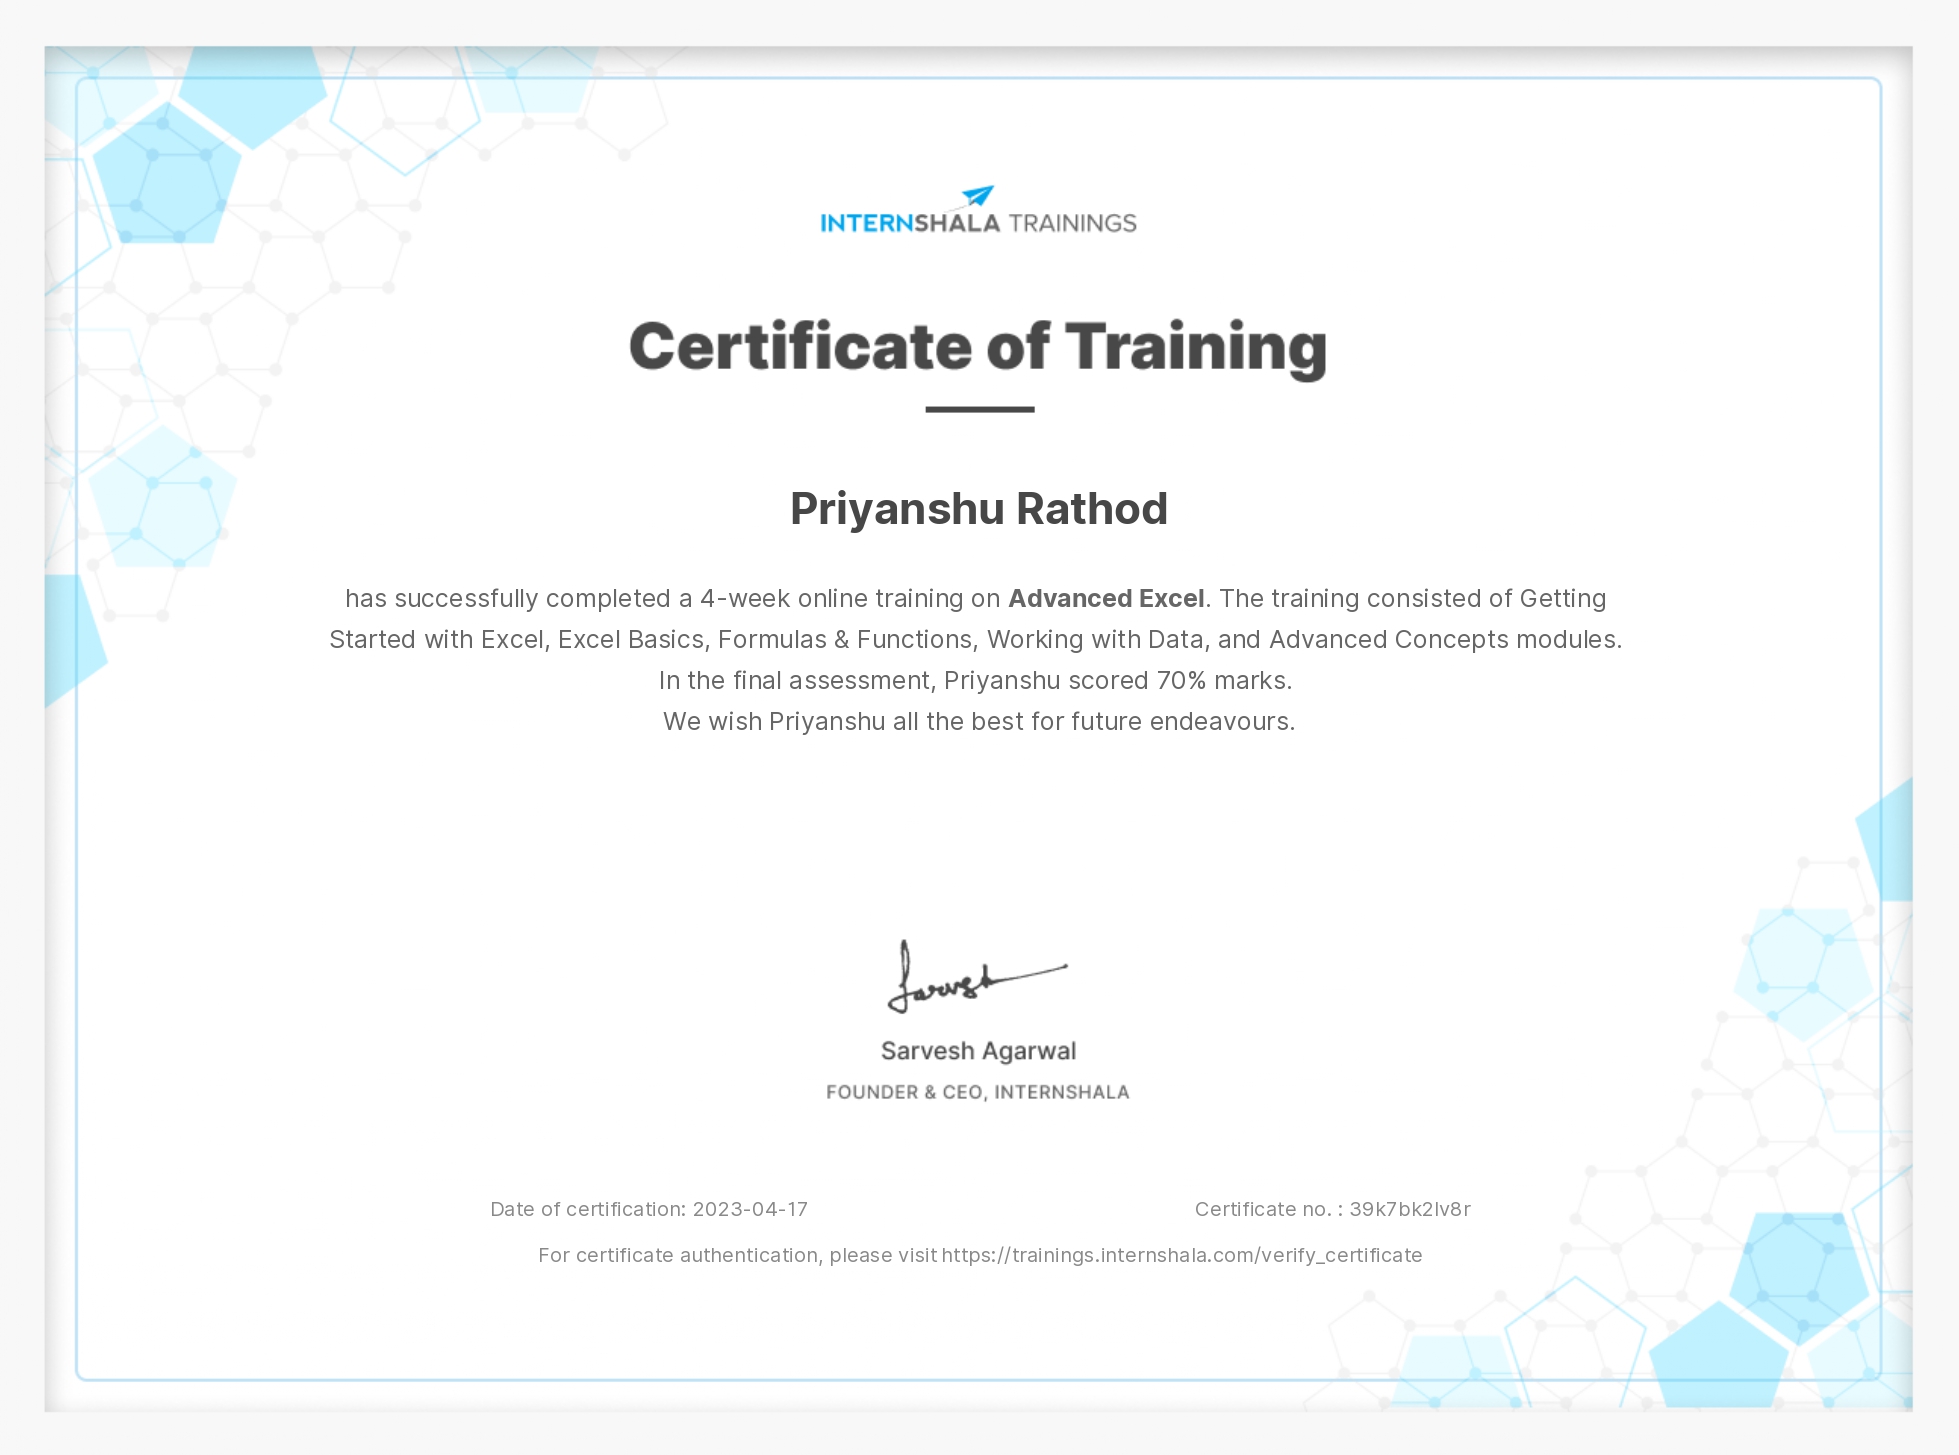 INTERNSHALA TRAININGS
Certificate of Training
Priyanshu Rathod
has successfully completed a 4-week online training on Advanced Excel. The training consisted of Getting
Started with Excel, Excel Basics, Formulas & Functions, Working with Data, and Advanced Concepts modules.
In the final assessment, Priyanshu scored 70% marks.
We wish Priyanshu all the best for future endeavours.
Sarvesh
Sarvesh Agarwal
FOUNDER & CEO, INTERNSHALA
Date of certification: 2023-04-17
Certificate no. : 39k7bk2lv8r
For certificate authentication, please visit https://trainings.internshala.com/verify_certificate